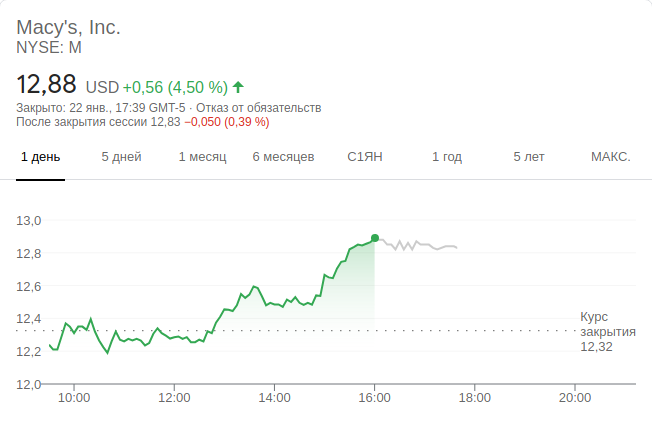 Macy's, Inc.
NYSE: M
12,88 USD +0,56 (4,50 %)
Закрыто: 22 янв., 17:39 GMT-5 · Отказ от обязательств
После закрытия сессии 12,83 −0,050 (0,39 %)
1 день 5 дней 1 месяц 6 месяцев С1ЯН 1 год 5 лет МАКС.
13,0
12,8
12,6
12,4
Курс
закрытия
12,32
12,2
12,0
10:00 12:00 14:00 16:00 18:00 20:00